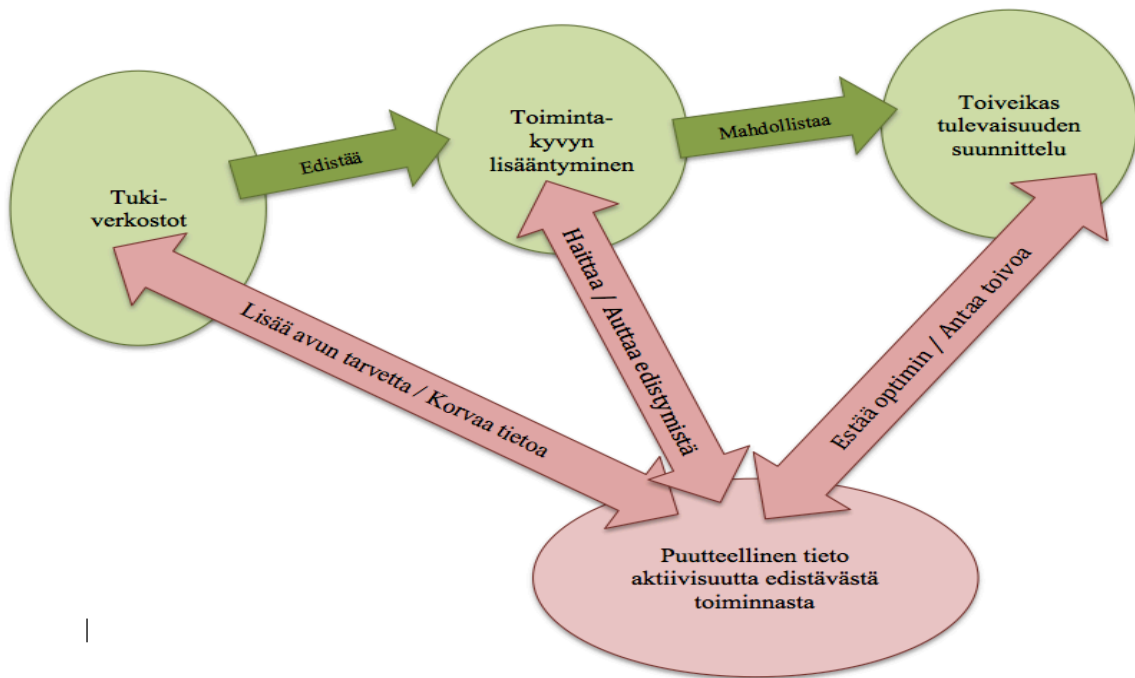 Toiveikas
tulevaisuuden
suunnittelu
Toiminta-
kyvyn
lisääntyminen
Mahdollistaa
Edistää
Tuki-
verkostot
Haittaa / Auttaa edistymistä
Estää optimin / Antaa toivoa
Lisää avun tarvetta / Korvaa tietoa
Puutteellinen tieto
aktiivisuutta edistävästä
toiminnasta